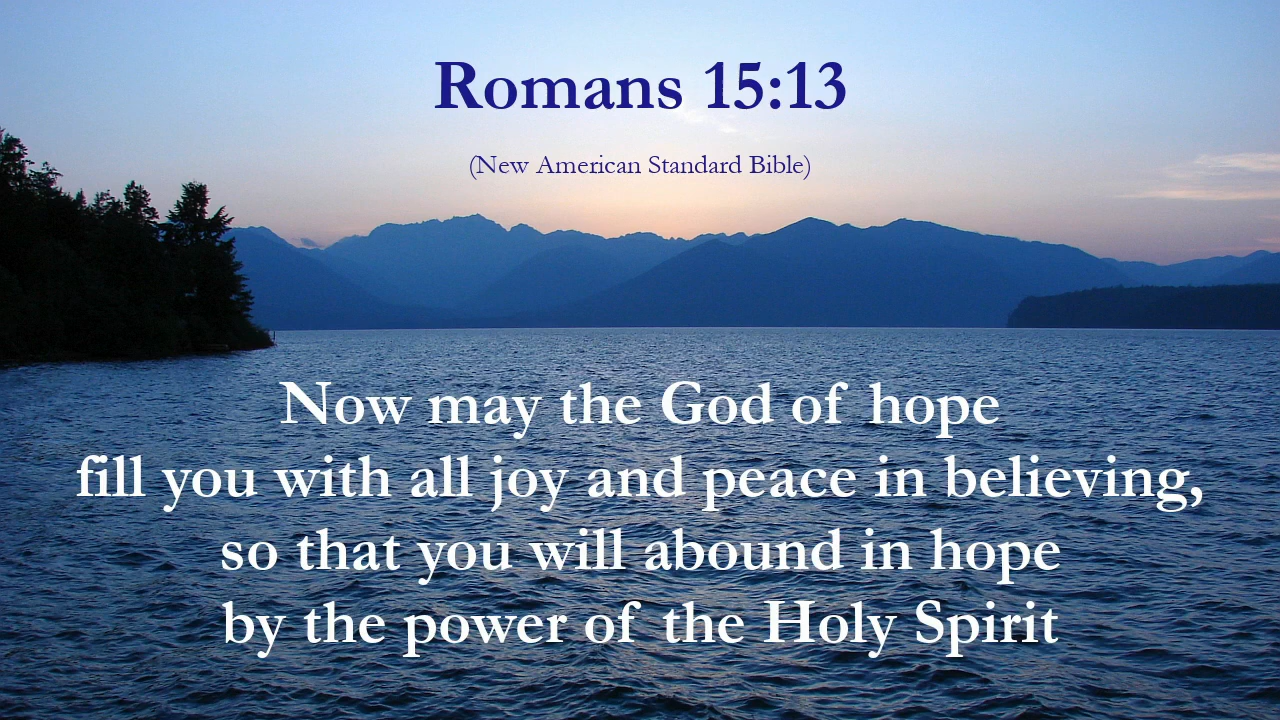 Romans 15:13
(New American Standard Bible)
Now may the God of hope
fill you with all joy and peace in believing,
so that you will abound in hope
by the power of the Holy Spirit